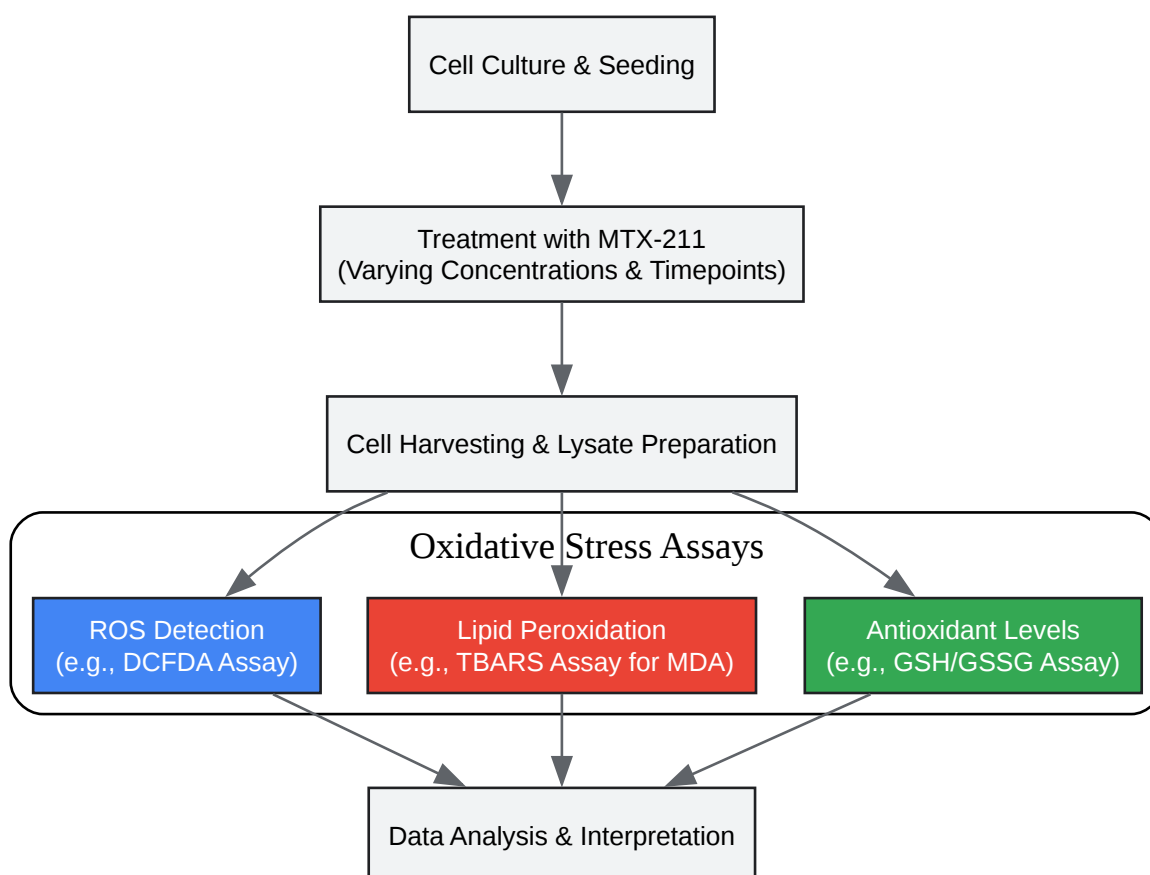 Cell Culture & Seeding
Treatment with MTX-211
(Varying Concentrations & Timepoints)
Cell Harvesting & Lysate Preparation
Oxidative Stress Assays
ROS Detection
(e.g., DCFDA Assay)
Lipid Peroxidation
(e.g., TBARS Assay for MDA)
Antioxidant Levels
(e.g., GSH/GSSG Assay)
Data Analysis & Interpretation